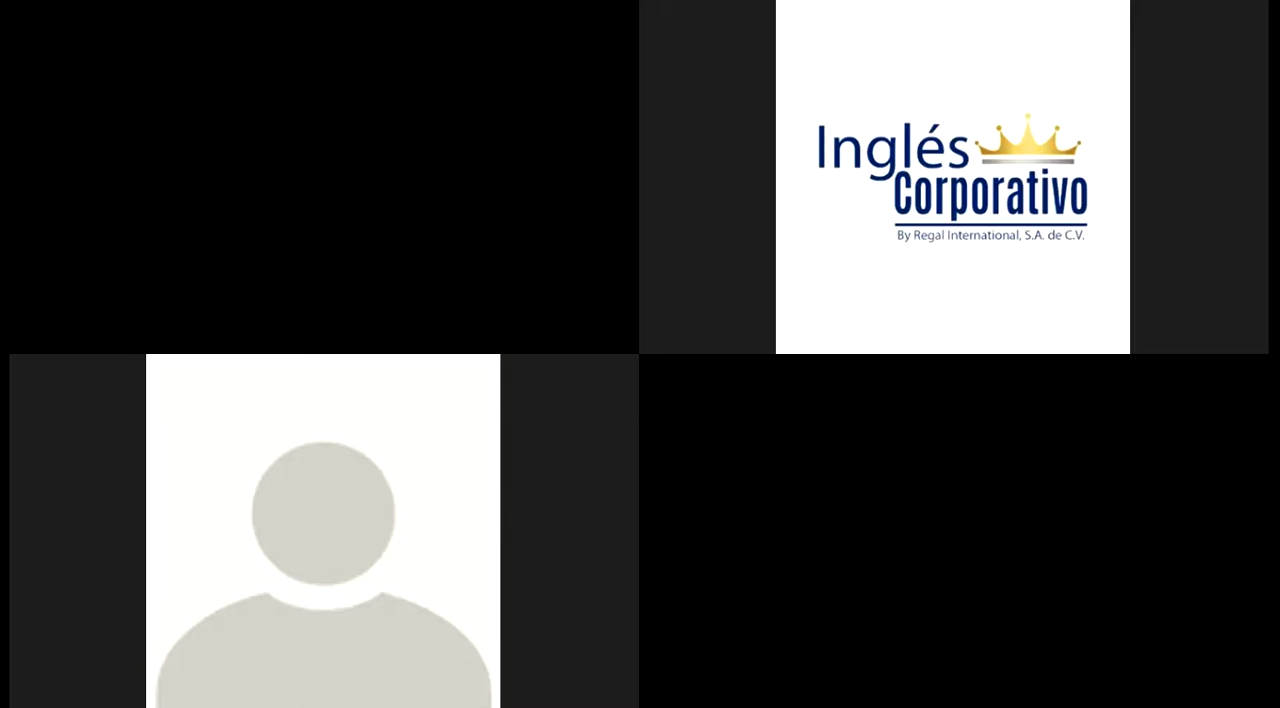 Inglés
Corporativo
By Regal International, S.A. de C.V.